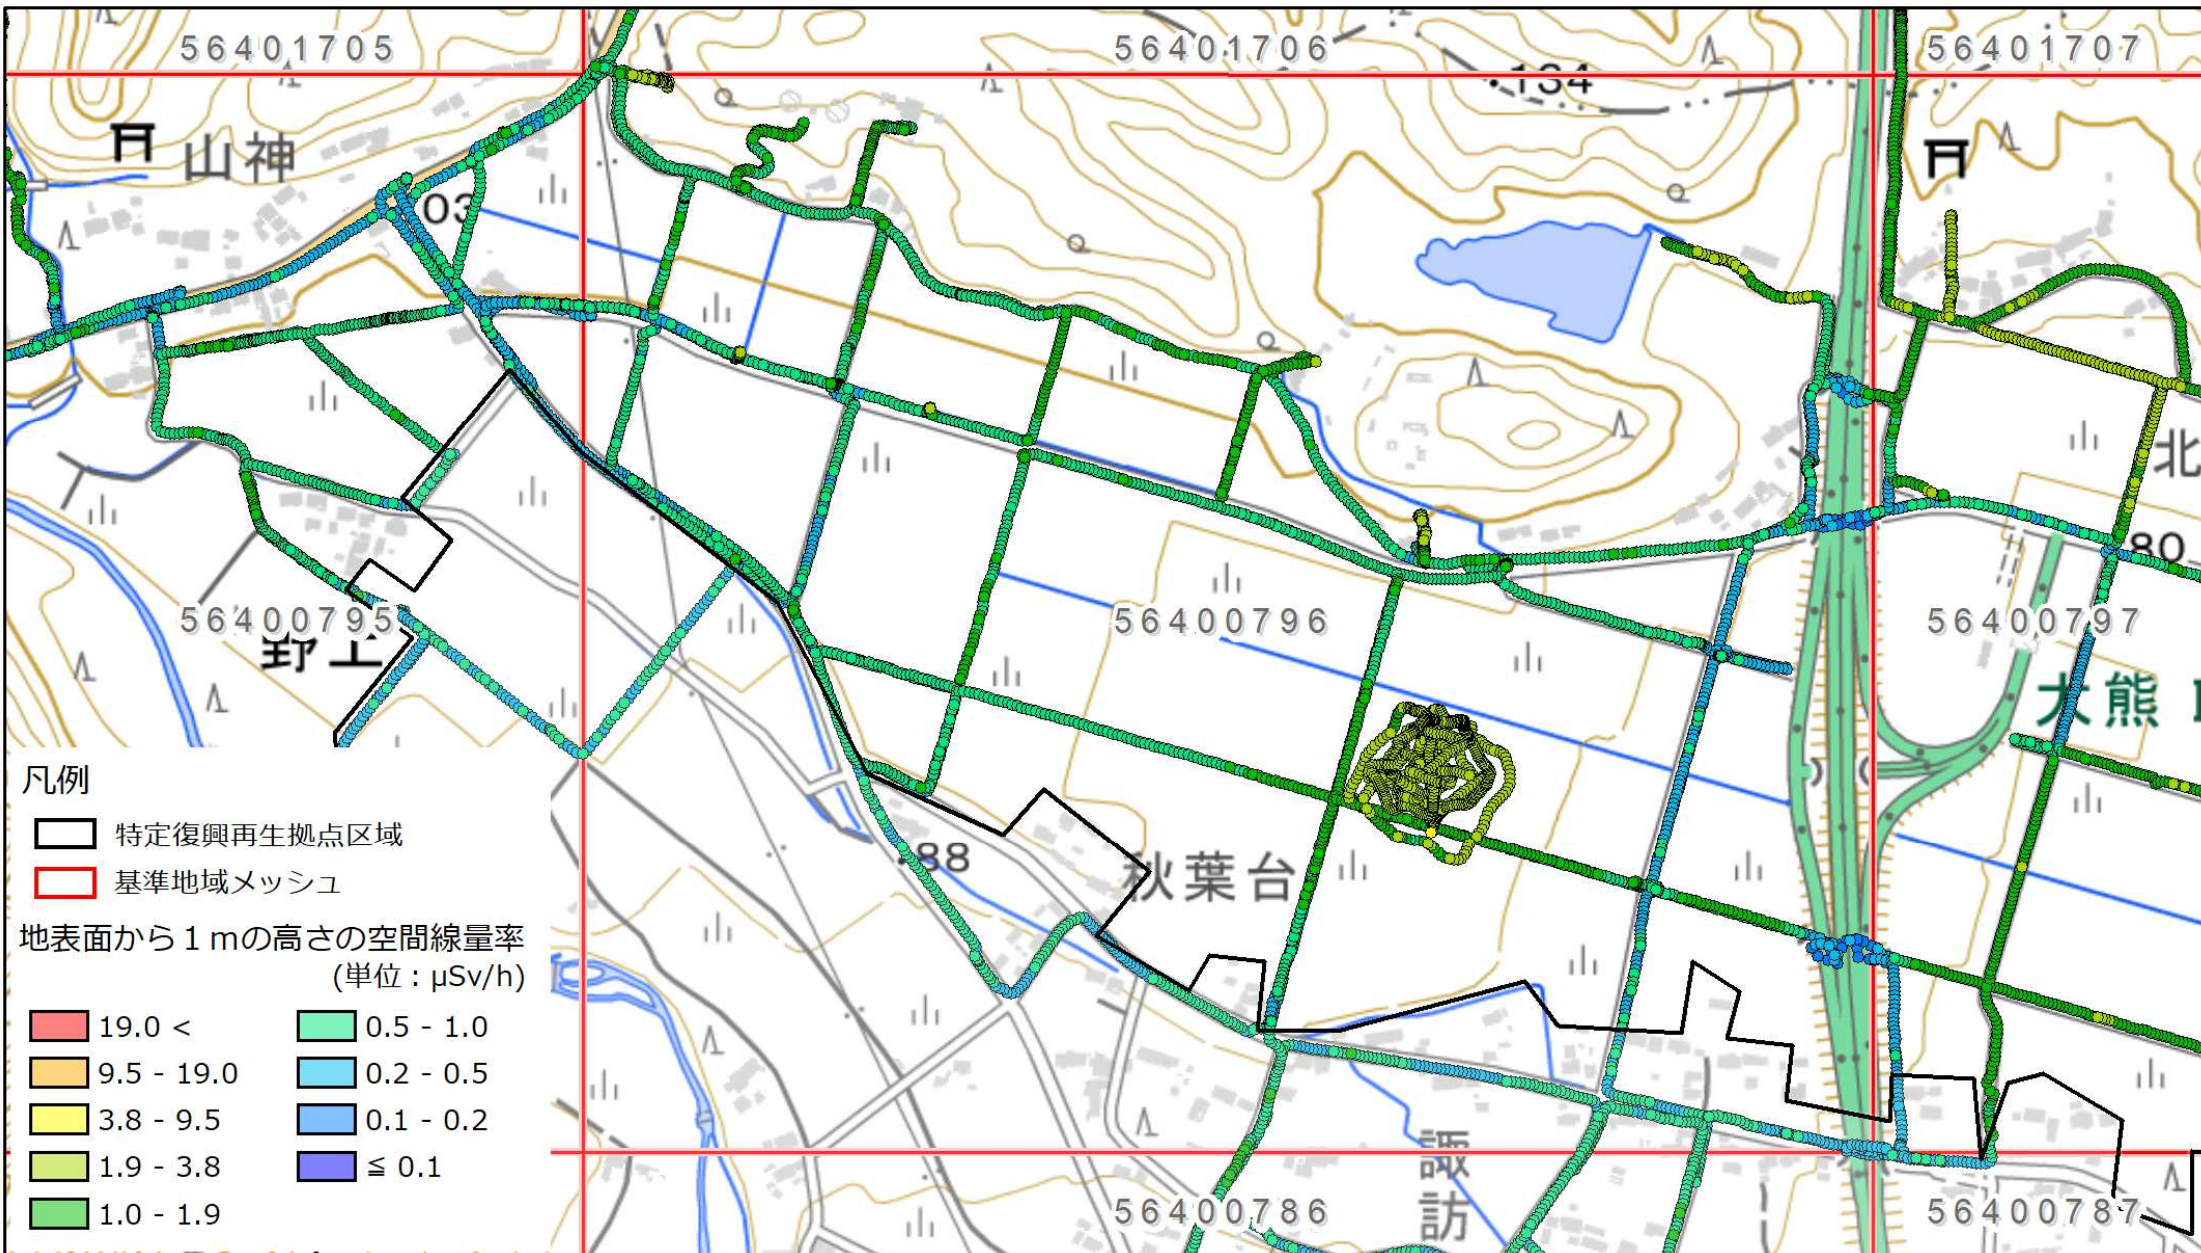 56401705
56401706
56401707
134
山神
03
北
80
56400795
56400796
56400797
野上
大熊
88
秋葉台
諏訪
56400786
56400787
凡例
特定復興再生拠点区域
基準地域メッシュ
地表面から１ｍの高さの空間線量率
(単位：μSv/h)
19.0 <
0.5 - 1.0
9.5 - 19.0
0.2 - 0.5
3.8 - 9.5
0.1 - 0.2
1.9 - 3.8
≦ 0.1
1.0 - 1.9